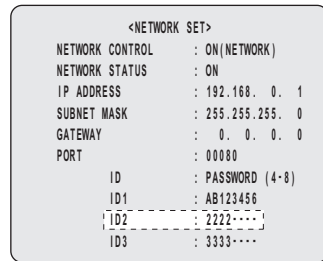 <NETWORK SET>
NETWORK CONTROL : ON(NETWORK)
NETWORK STATUS : ON
IP ADDRESS : 192.168. 0. 1
SUBNET MASK : 255.255.255. 0
GATEWAY : 0. 0. 0. 0
PORT : 00080
ID : PASSWORD (4-8)
ID1 : AB123456
ID2 : 2222····
ID3 : 3333····